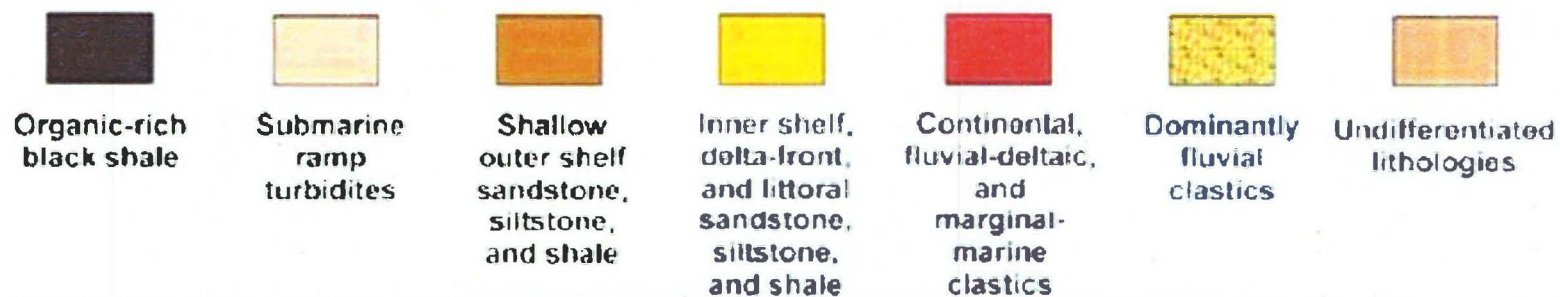 Organic-rich
black shale
Submarine
ramp
turbidites
Shallow
outer shelf
sandstone,
siltstone,
and shale
Inner shelf,
delta-front,
and littoral
sandstone,
siltstone,
and shale
Continental,
fluvial-deltaic,
and
marginal-
marine
clastics
Dominantly
fluvial
clastics
Undifferentiated
lithologies